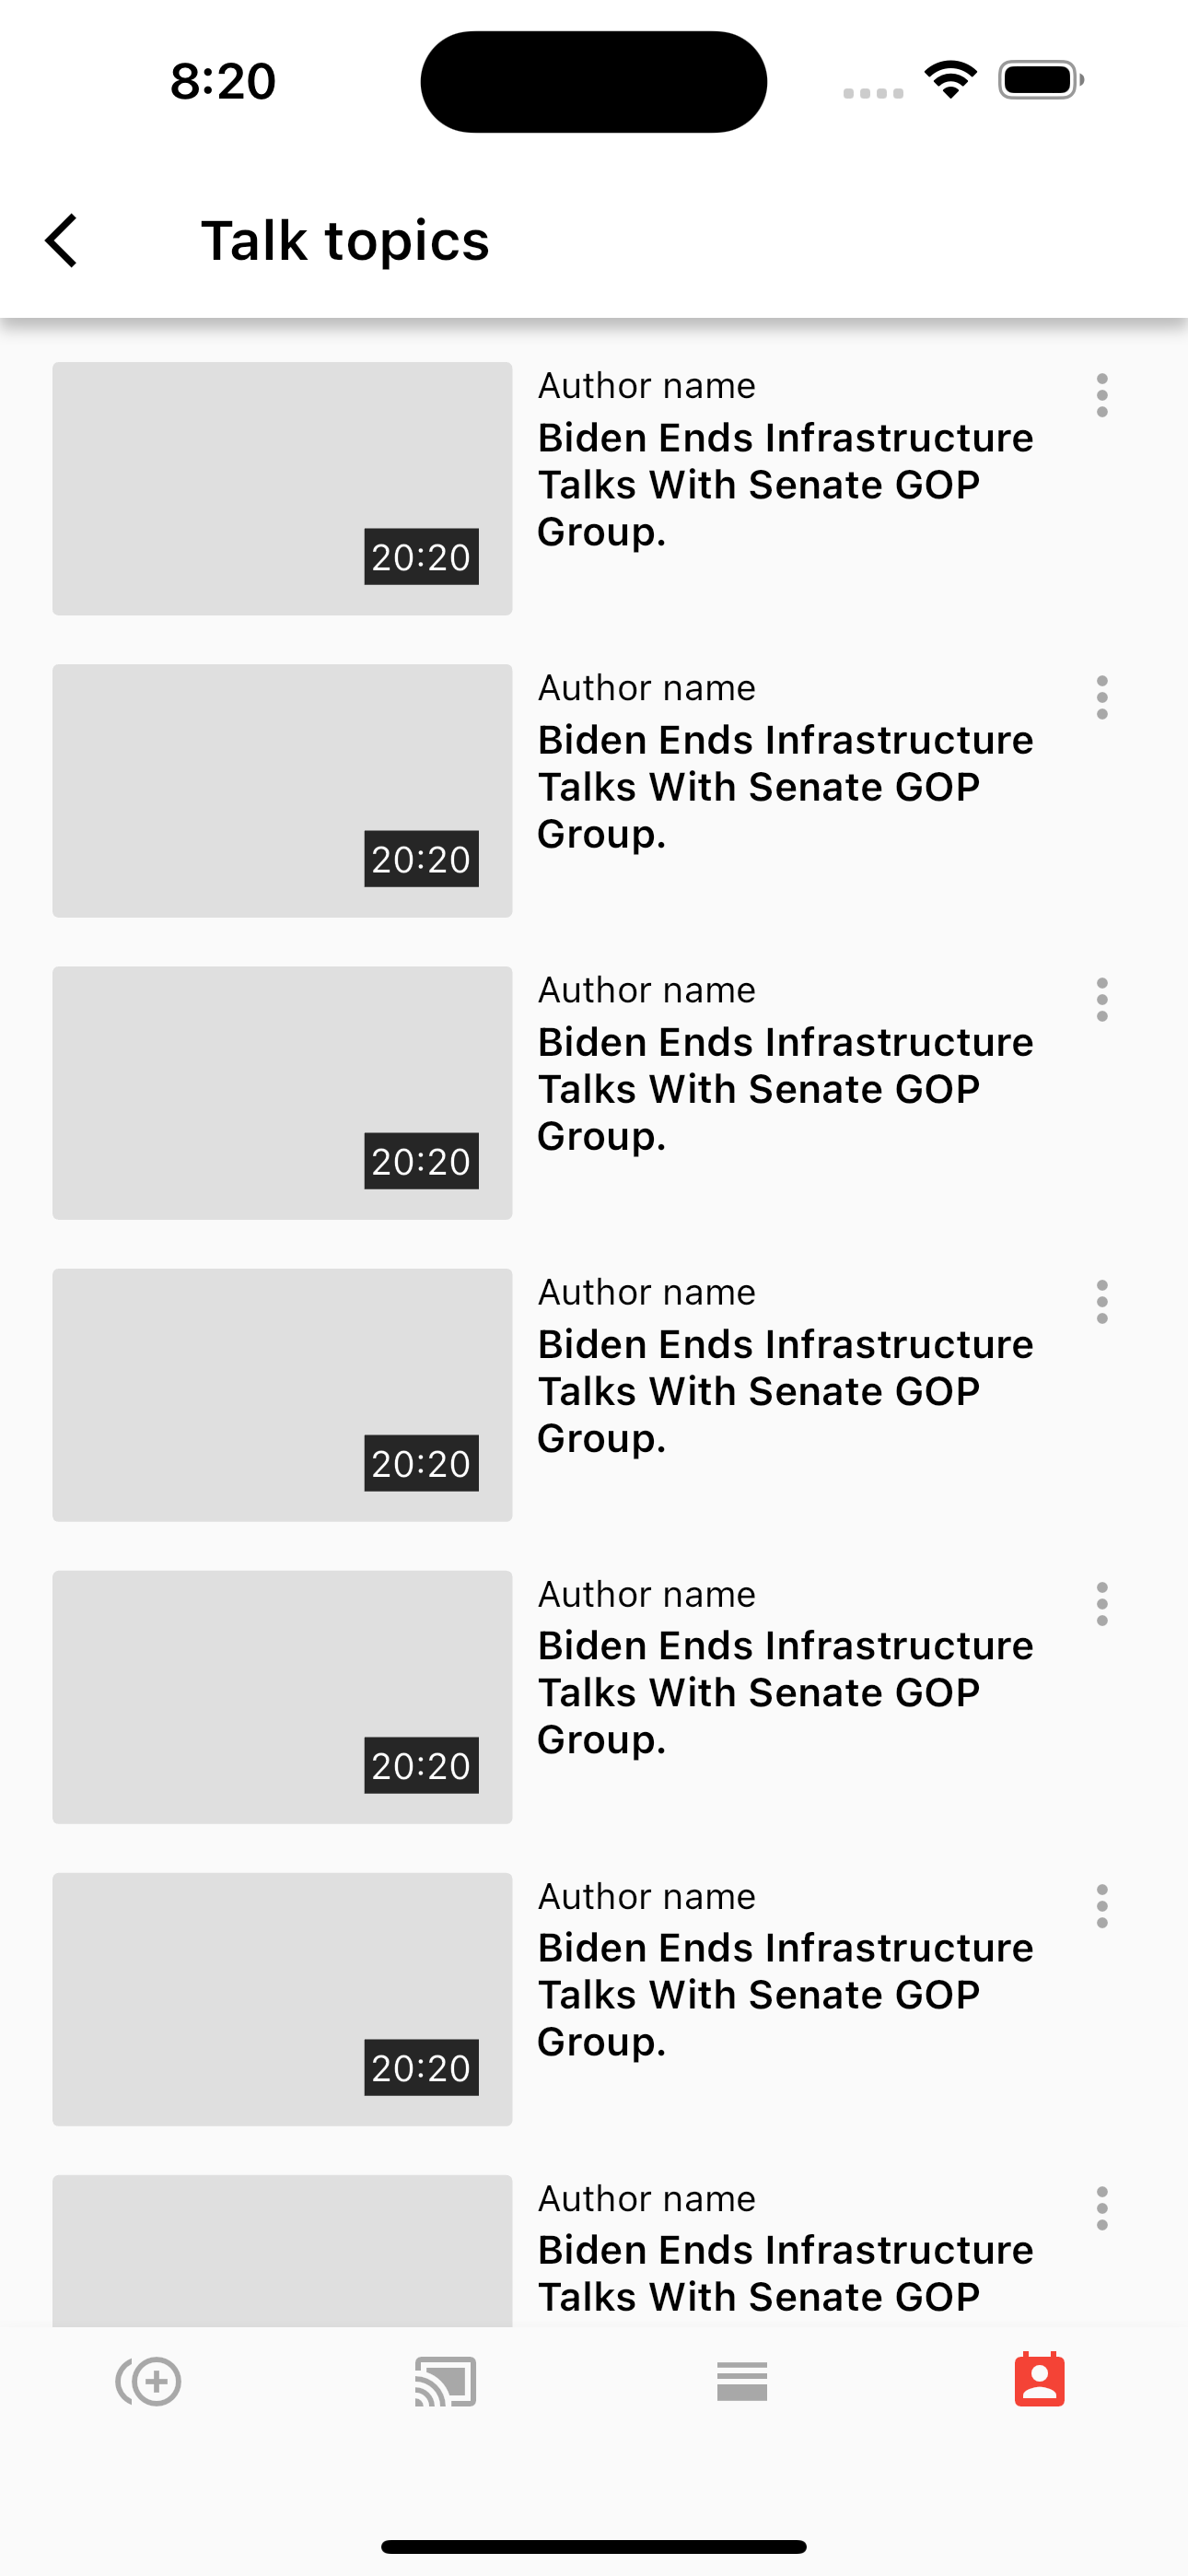 8:20
Talk topics
Author name
Biden Ends Infrastructure
Talks With Senate GOP
Group.
20:20
Author name
Biden Ends Infrastructure
Talks With Senate GOP
Group.
20:20
Author name
Biden Ends Infrastructure
Talks With Senate GOP
Group.
20:20
Author name
Biden Ends Infrastructure
Talks With Senate GOP
Group.
20:20
Author name
Biden Ends Infrastructure
Talks With Senate GOP
Group.
20:20
Author name
Biden Ends Infrastructure
Talks With Senate GOP
Group.
20:20
Author name
Biden Ends Infrastructure
Talks With Senate GOP